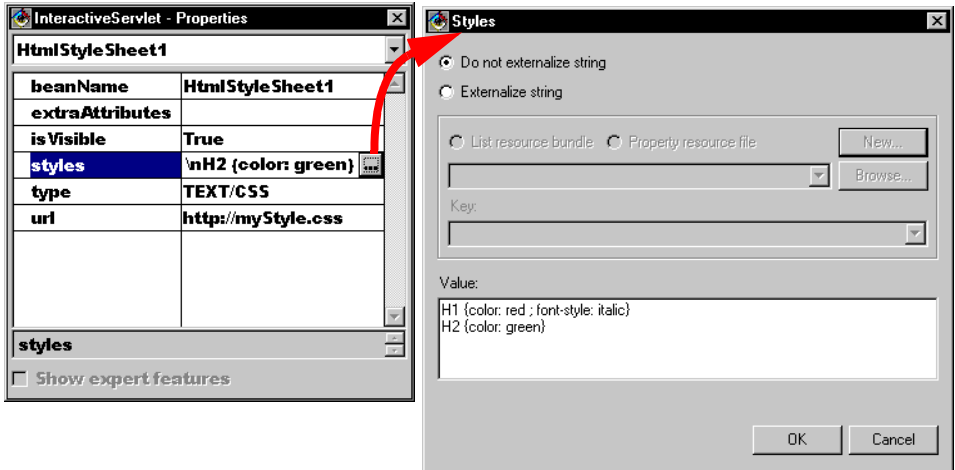 InteractiveServlet - Properties
HtmlStyleSheet1
beanName HtmlStyleSheet1
extraAttributes
isVisible True
styles \nH2 {color: green} ...
type TEXT/CSS
url http://myStyle.css
styles
Show expert features
Styles
Do not externalize string
Externalize string
List resource bundle Property resource file New...
Browse...
Key:
Value:
H1 {color: red ; font-style: italic}
H2 {color: green}
OK Cancel